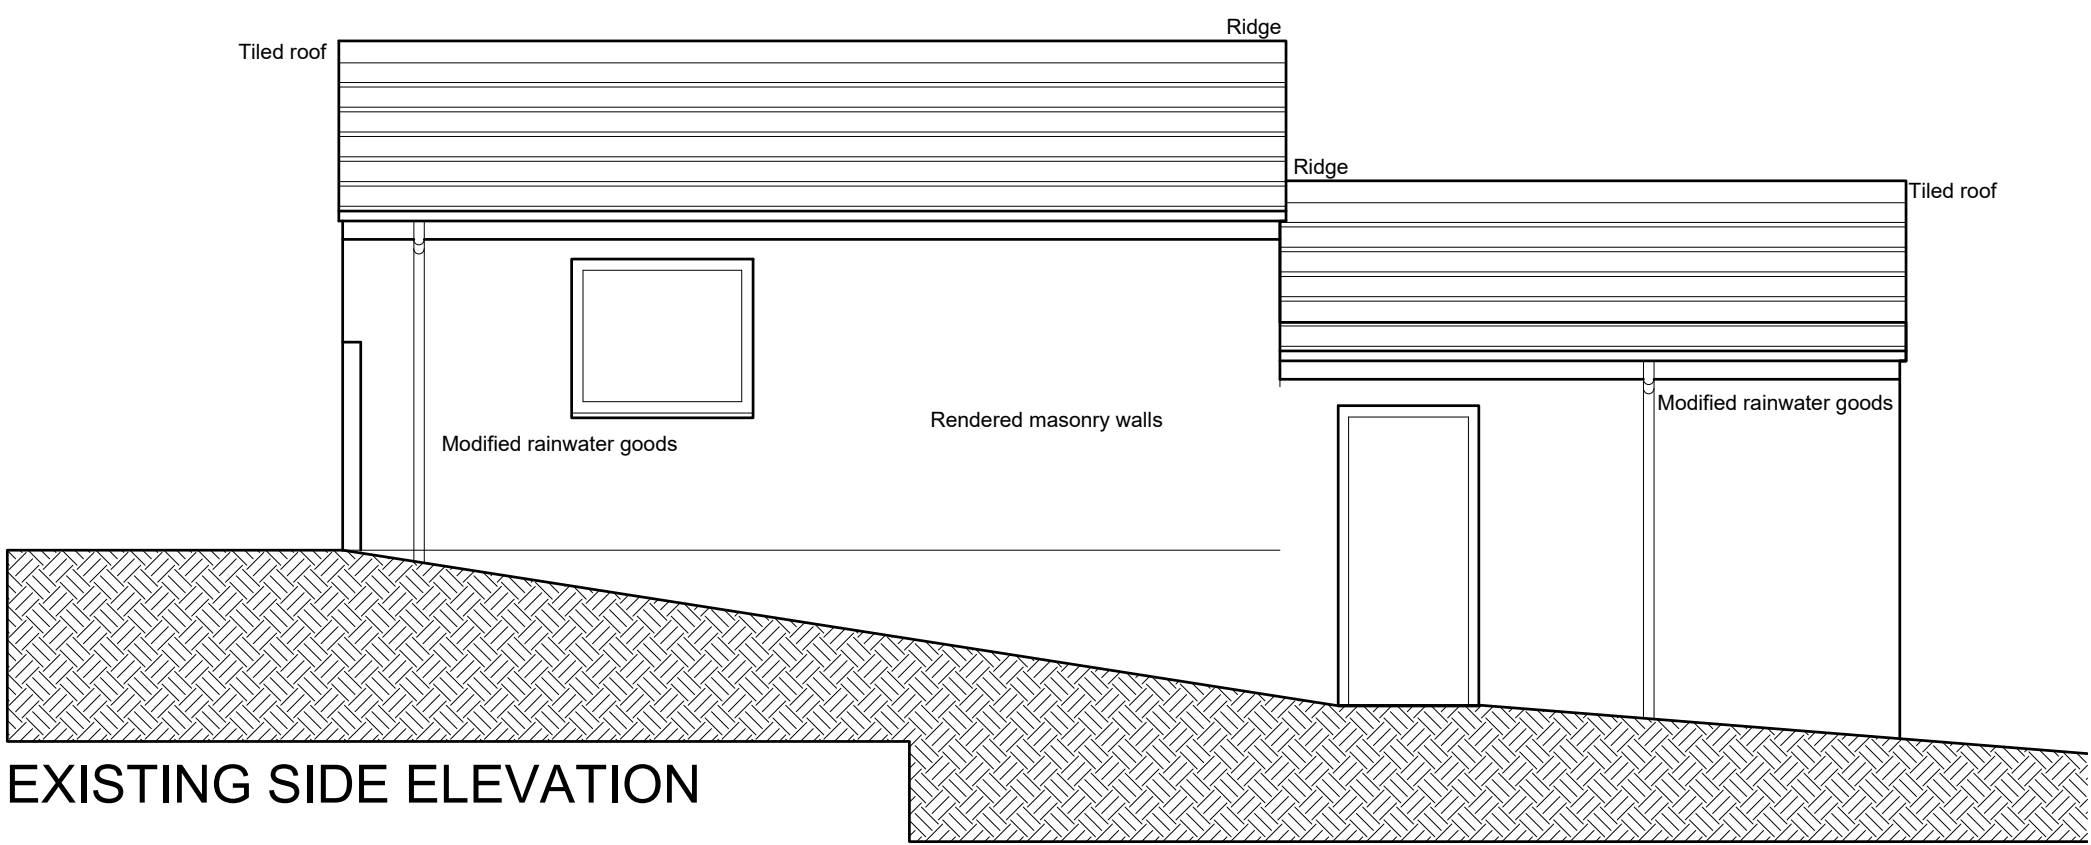 Ridge
Tiled roof
Ridge
Tiled roof
Modified rainwater goods
Rendered masonry walls
Modified rainwater goods
EXISTING SIDE ELEVATION